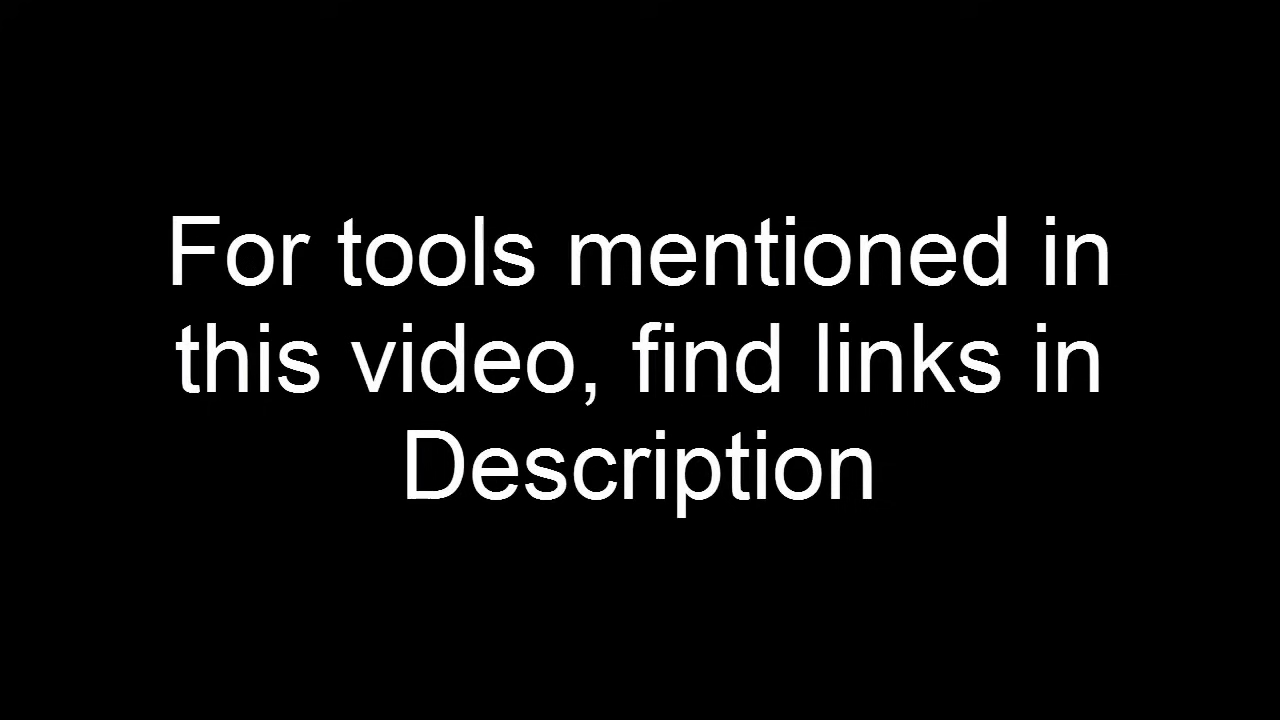 For tools mentioned in
this video, find links in
Description